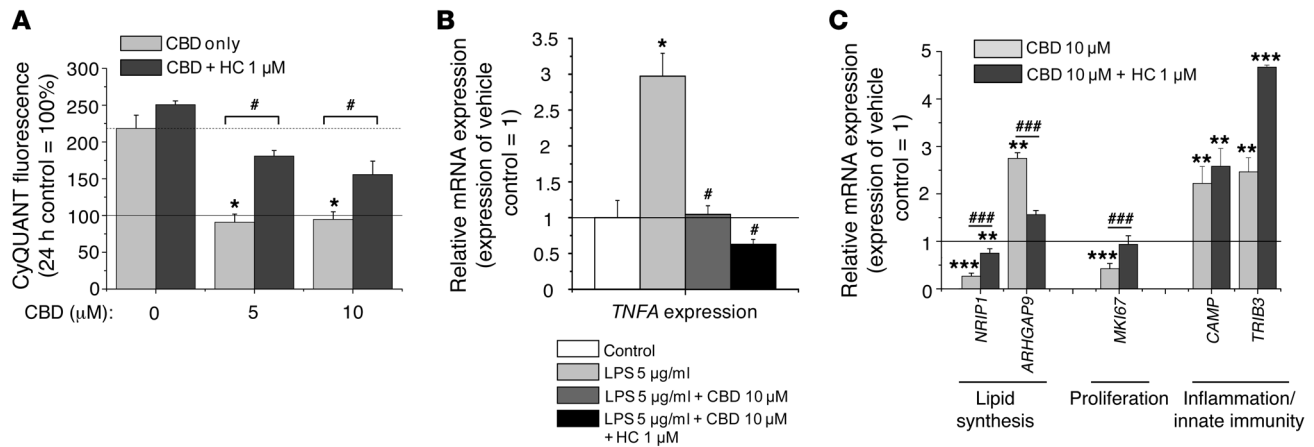 A
CBD only
CBD + HC 1 μM
CyQUANT fluorescence
(24 h control = 100%)
300
250
200
150
100
50
0
#
#
*
*
CBD (μM):
0
5
10
B
Relative mRNA expression
(expression of vehicle
control = 1)
3.5
3
2.5
2
1.5
1
0.5
0
*
#
#
TNFA expression
Control
LPS 5 μg/ml
LPS 5 μg/ml + CBD 10 μM
LPS 5 μg/ml + CBD 10 μM
+ HC 1 μM
C
CBD 10 μM
CBD 10 μM + HC 1 μM
Relative mRNA expression
(expression of vehicle
control = 1)
5
4
3
2
1
0
***
###
**
**
###
***
###
**
**
**
***
NRIP1
ARHGAP9
MKI67
CAMP
TRIB3
Lipid
synthesis
Proliferation
Inflammation/
innate immunity